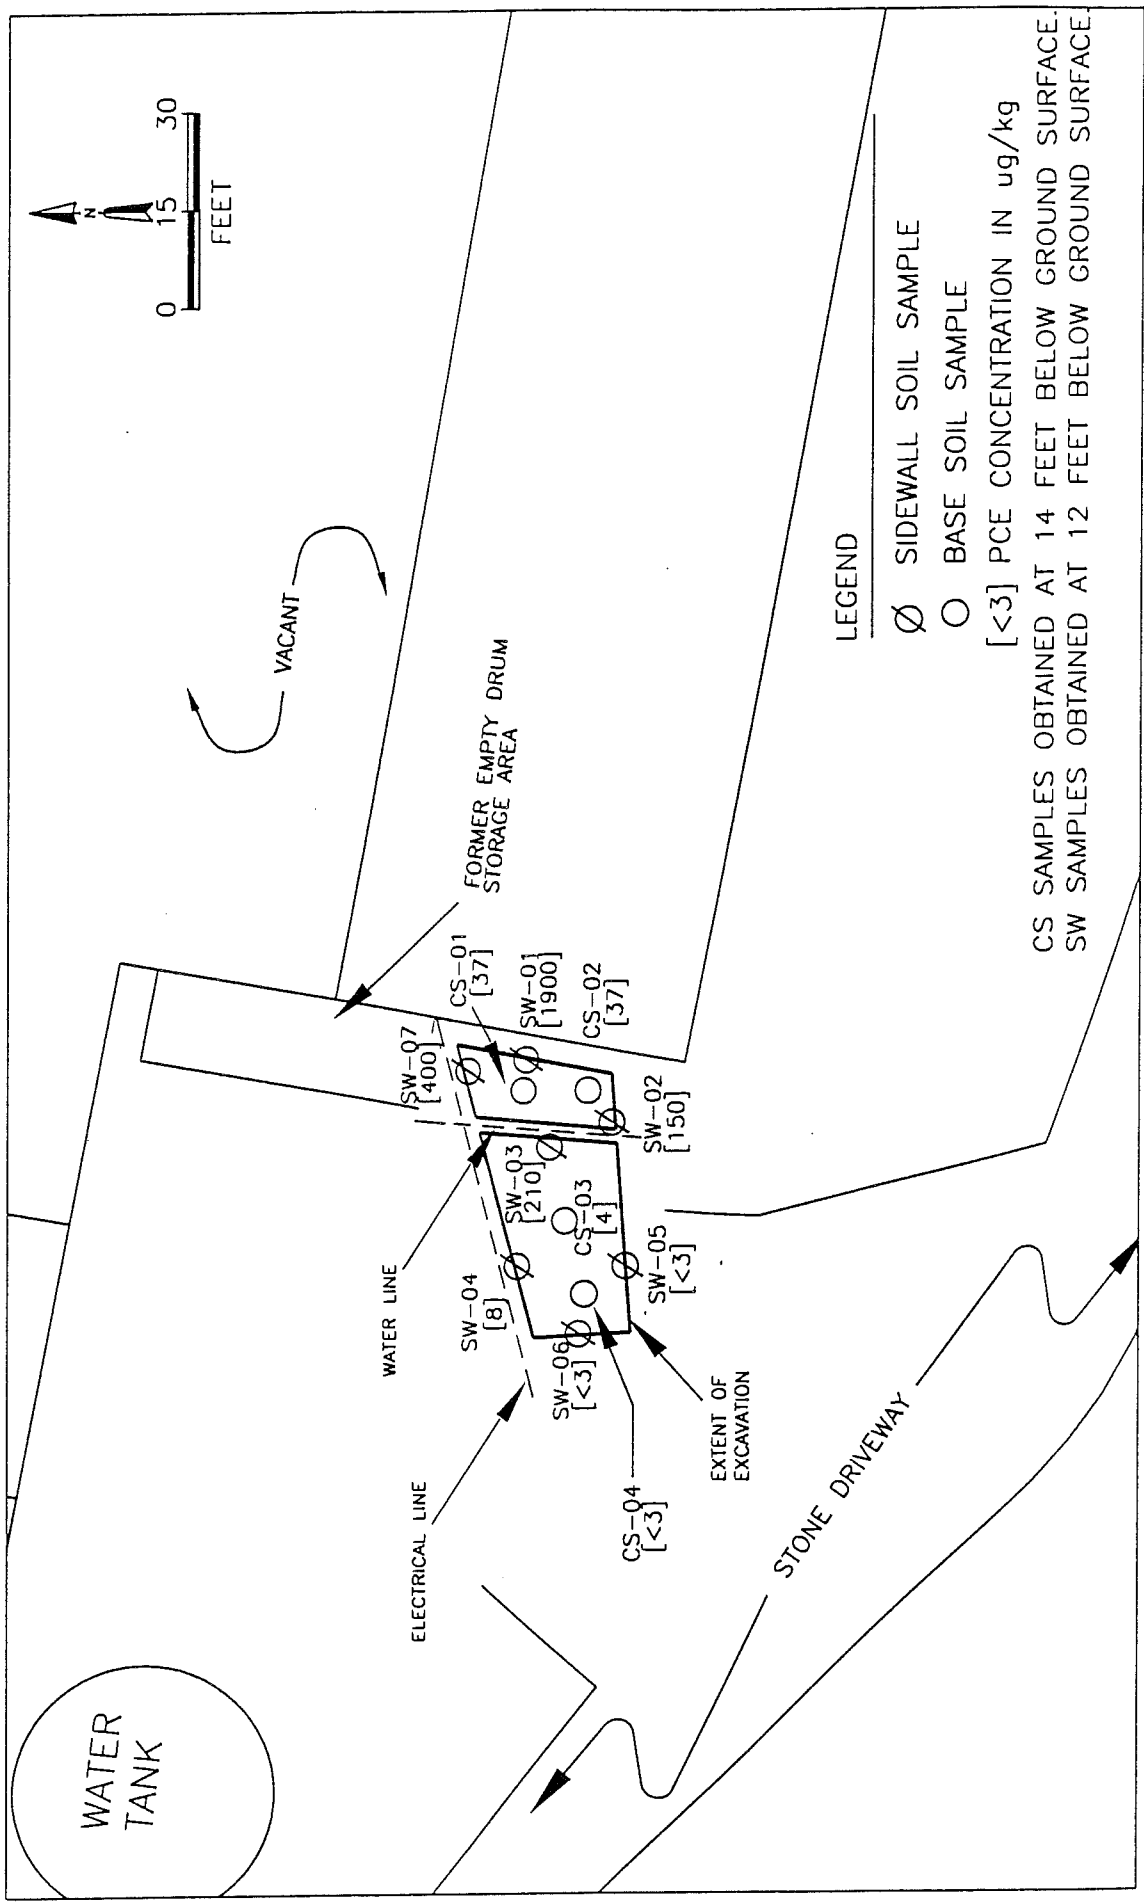 WATER
TANK
N
0 15 30
FEET
VACANT
FORMER EMPTY DRUM
STORAGE AREA
WATER LINE
ELECTRICAL LINE
SW-07
[400]
CS-01
[37]
SW-01
[1900]
CS-02
[37]
SW-02
[150]
SW-03
[210]
CS-03
[4]
SW-04
[8]
SW-05
[<3]
SW-06
[<3]
CS-04
[<3]
EXTENT OF
EXCAVATION
STONE DRIVEWAY
LEGEND
SIDEWALL SOIL SAMPLE
BASE SOIL SAMPLE
[<3] PCE CONCENTRATION IN ug/kg
CS SAMPLES OBTAINED AT 14 FEET BELOW GROUND SURFACE.
SW SAMPLES OBTAINED AT 12 FEET BELOW GROUND SURFACE.